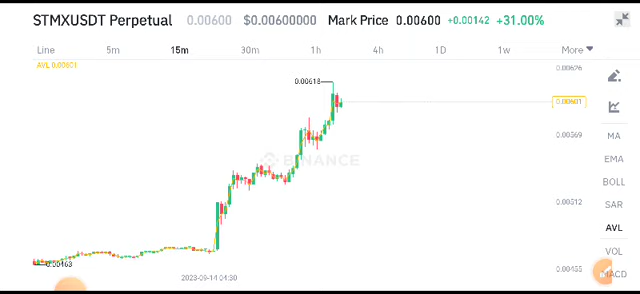 STMXUSDT Perpetual 0.00600 $0.00600000 Mark Price 0.00600 +0.00142 +31.00%
Line 5m 15m 30m 1h 4h 1D 1w More
AVL 0.00601
0.00626
0.00618
0.00601
0.00569
MA
BINANCE
EMA
BOLL
0.00512
SAR
AVL
VOL
0.00463
0.00455
MACD
2023-09-14 04:30